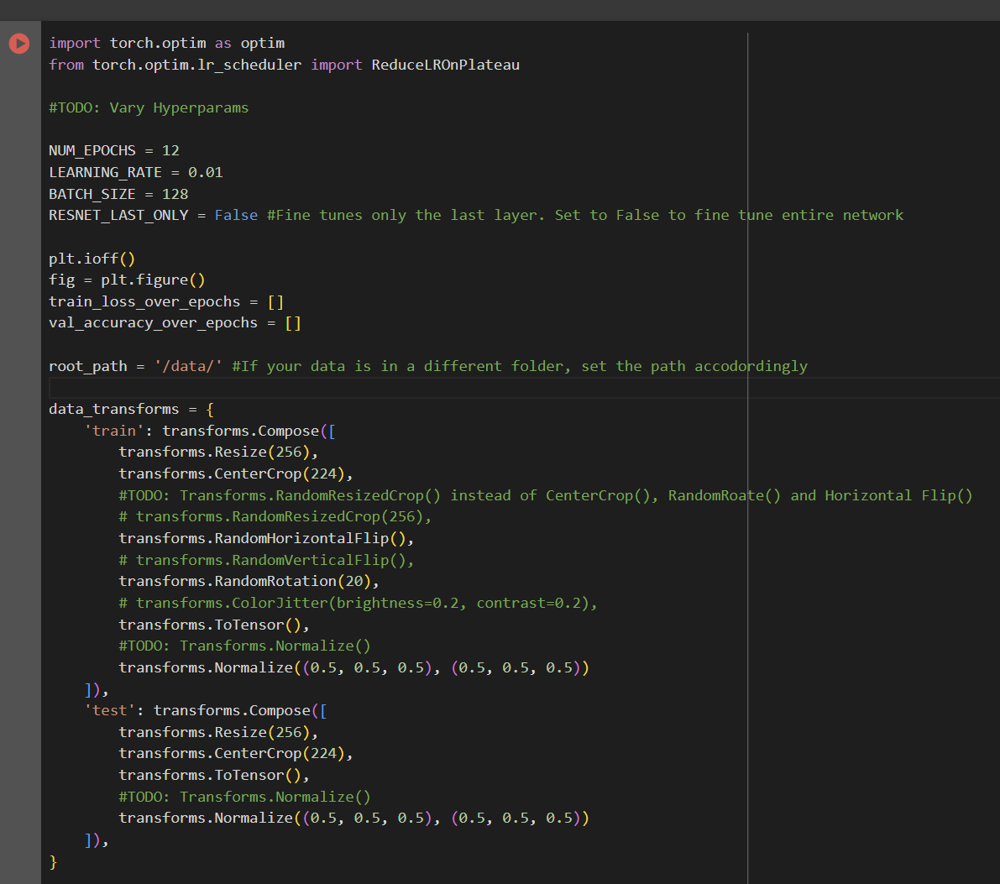 import torch.optim as optim
from torch.optim.lr_scheduler import ReduceLROnPlateau
#TODO: Vary Hyperparams
NUM_EPOCHS = 12
LEARNING_RATE = 0.01
BATCH_SIZE = 128
RESNET_LAST_ONLY = False #Fine tunes only the last layer. Set to False to fine tune entire network
plt.ioff()
fig = plt.figure()
train_loss_over_epochs = []
val_accuracy_over_epochs = []
root_path = '/data/' #If your data is in a different folder, set the path accodordingly
data_transforms = {
    'train': transforms.Compose([
        transforms.Resize(256),
        transforms.CenterCrop(224),
        #TODO: Transforms.RandomResizedCrop() instead of CenterCrop(), RandomRoate() and Horizontal Flip()
        # transforms.RandomResizedCrop(256),
        transforms.RandomHorizontalFlip(),
        # transforms.RandomVerticalFlip(),
        transforms.RandomRotation(20),
        # transforms.ColorJitter(brightness=0.2, contrast=0.2),
        transforms.ToTensor(),
        #TODO: Transforms.Normalize()
        transforms.Normalize((0.5, 0.5, 0.5), (0.5, 0.5, 0.5))
    ]),
    'test': transforms.Compose([
        transforms.Resize(256),
        transforms.CenterCrop(224),
        transforms.ToTensor(),
        #TODO: Transforms.Normalize()
        transforms.Normalize((0.5, 0.5, 0.5), (0.5, 0.5, 0.5))
    ]),
}